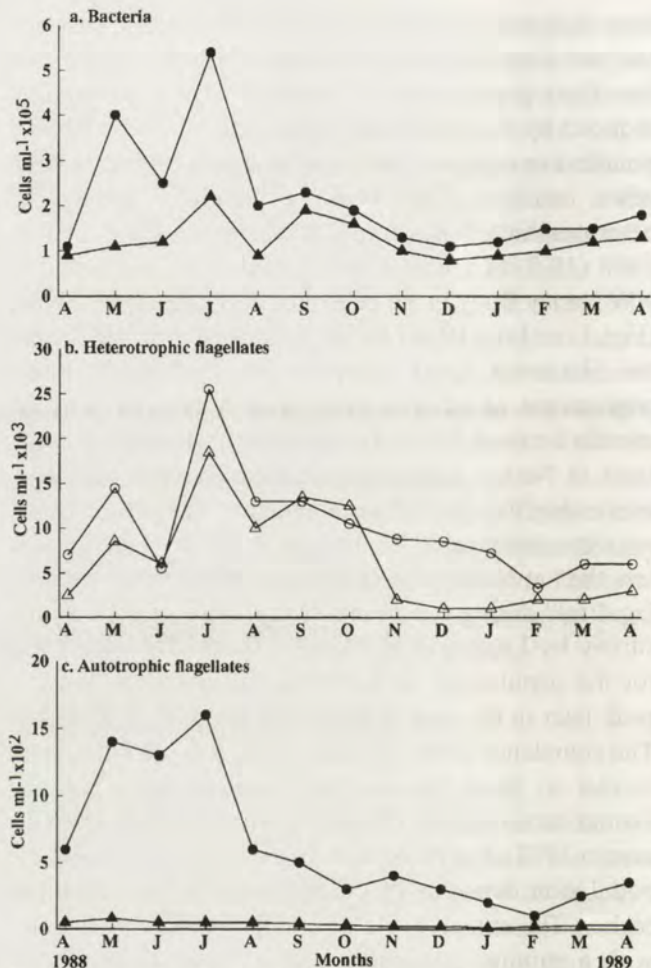 a. Bacteria
Cells ml-1 x105
6
5
4
3
2
1
0
A M J J A S O N D J F M A
b. Heterotrophic flagellates
Cells ml-1 x103
30
25
20
15
10
5
0
A M J J A S O N D J F M A
c. Autotrophic flagellates
Cells ml-1 x10'2
20
15
10
5
0
A M J J A S O N D J F M A
1988 Months 1989